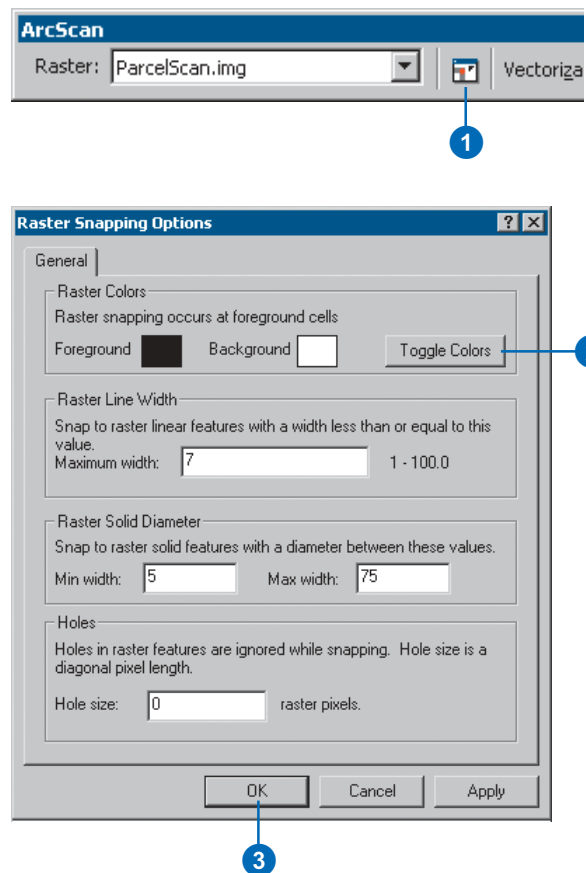 ArcScan
Raster: ParcelScan.img Vectoriza
1
Raster Snapping Options
General
Raster Colors
Raster snapping occurs at foreground cells
Foreground Background Toggle Colors
Raster Line Width
Snap to raster linear features with a width less than or equal to this
value.
Maximum width: 7 1 - 100.0
Raster Solid Diameter
Snap to raster solid features with a diameter between these values.
Min width: 5 Max width: 75
Holes
Holes in raster features are ignored while snapping. Hole size is a
diagonal pixel length.
Hole size: 0 raster pixels.
OK Cancel Apply
3